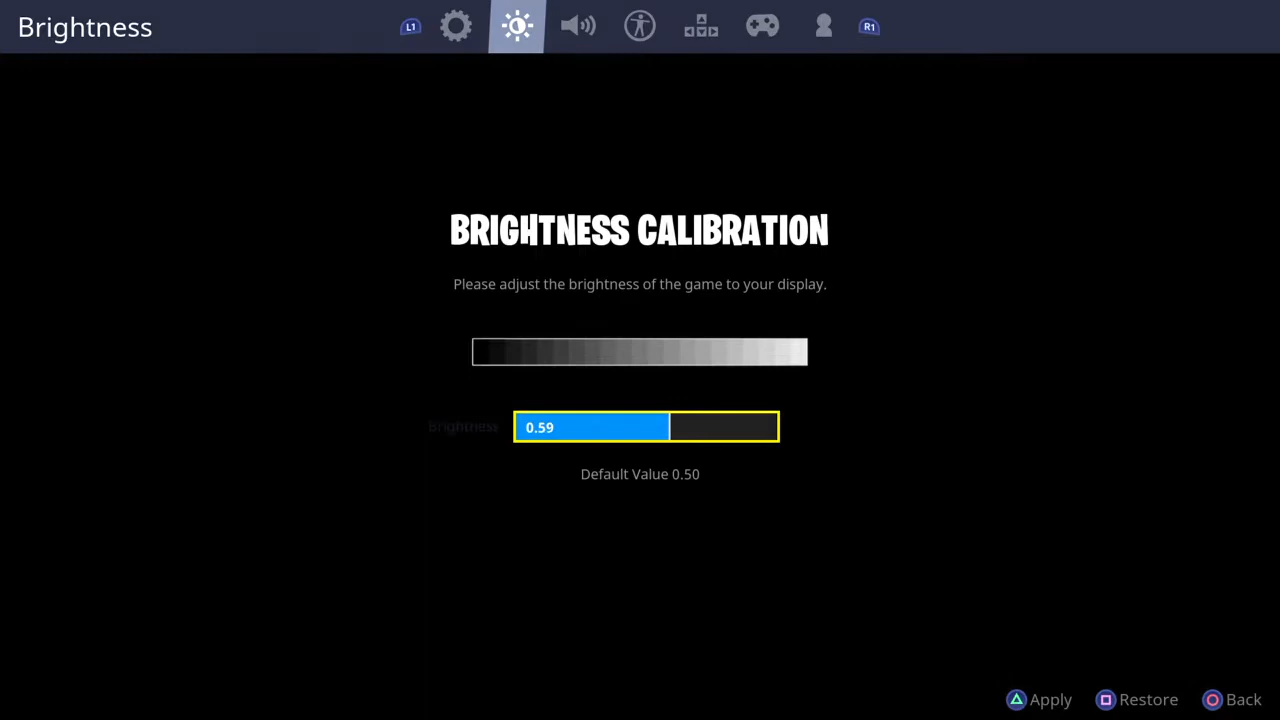 Brightness
L1
R1
BRIGHTNESS CALIBRATION
Please adjust the brightness of the game to your display.
Brightness
0.59
Default Value 0.50
Apply
Restore
Back